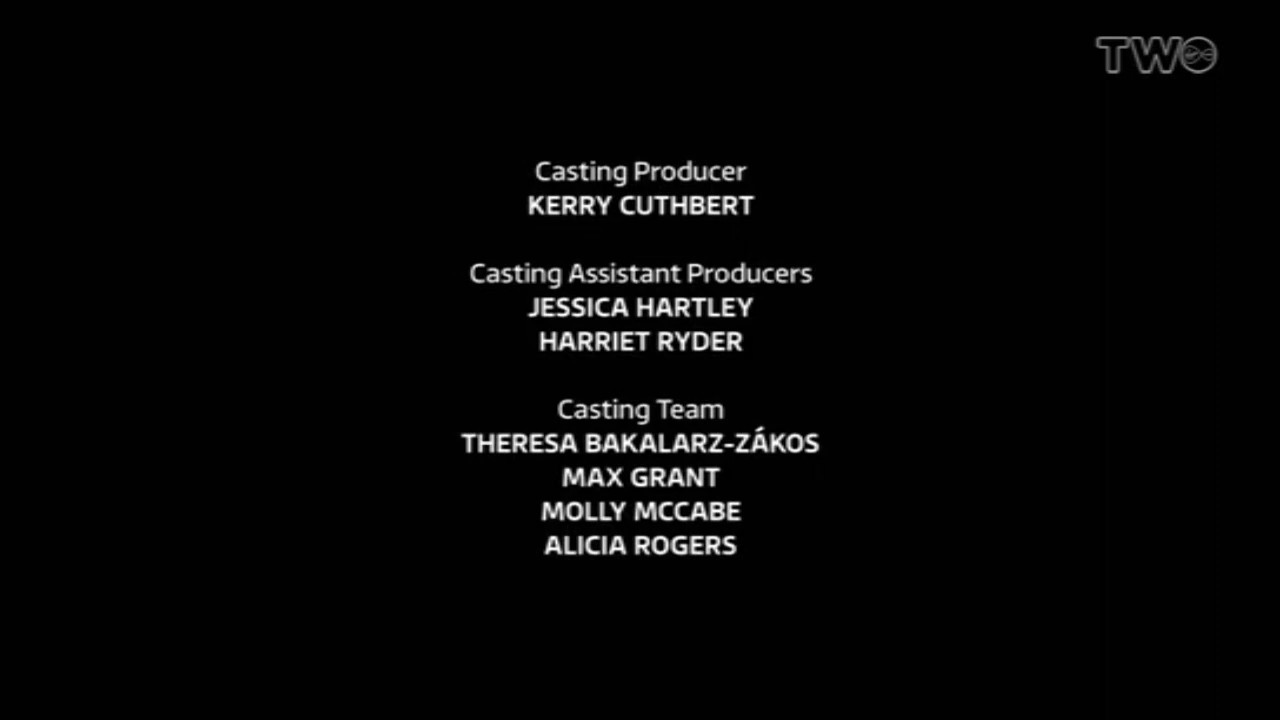 TWO
Casting Producer
KERRY CUTHBERT
Casting Assistant Producers
JESSICA HARTLEY
HARRIET RYDER
Casting Team
THERESA BAKALARZ-ZÁKOS
MAX GRANT
MOLLY MCCABE
ALICIA ROGERS